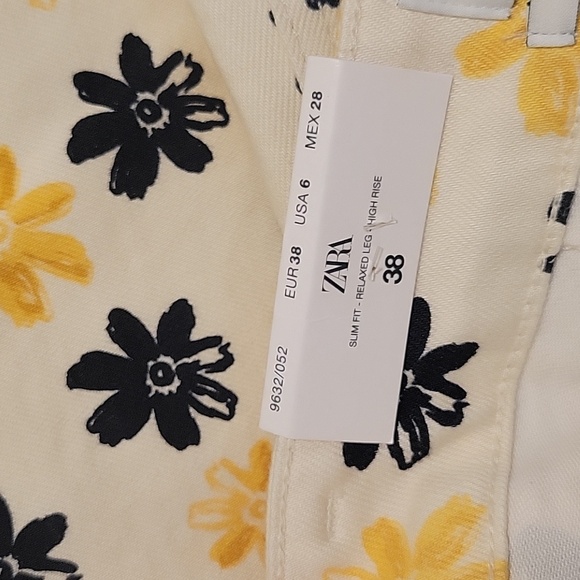 9632/052 EUR 38 USA 6 MEX 28
ZARA
SLIM FIT - RELAXED LEG - HIGH RISE
38